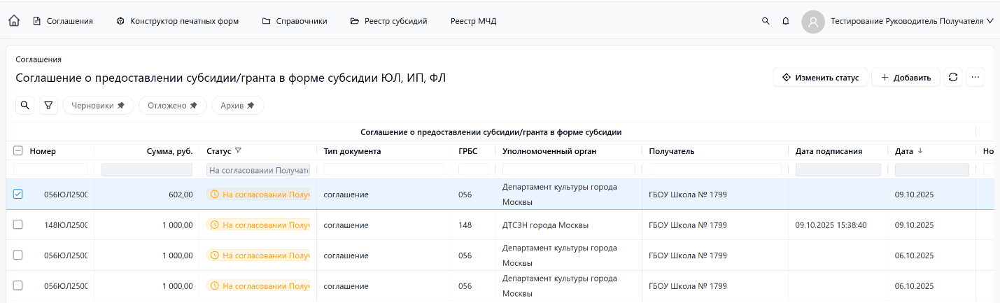 Соглашения Конструктор печатных форм Справочники Реестр субсидий Реестр МЧД Тестирование Руководитель Получателя
Соглашения
Соглашение о предоставлении субсидии/гранта в форме субсидии ЮЛ, ИП, ФЛ
Изменить статус Добавить
Черновики Отложено Архив
Соглашение о предоставлении субсидии/гранта в форме субсидии
Номер Сумма, руб. Статус Тип документа ГРБС Уполномоченный орган Получатель Дата подписания Дата Но
На согласовании Получат
056ЮЛ2500 602,00 На согласовании Получ соглашение 056 Департамент культуры города Москвы ГБОУ Школа № 1799 09.10.2025
148ЮЛ2500 1 000,00 На согласовании Получ соглашение 148 ДТСЗН города Москвы ГБОУ Школа № 1799 09.10.2025 15:38:40 09.10.2025
056ЮЛ2500 1 000,00 На согласовании Получ соглашение 056 Департамент культуры города Москвы ГБОУ Школа № 1799 06.10.2025
056ЮЛ2500 1 000,00 На согласовании Получ соглашение 056 Департамент культуры города Москвы ГБОУ Школа № 1799 06.10.2025